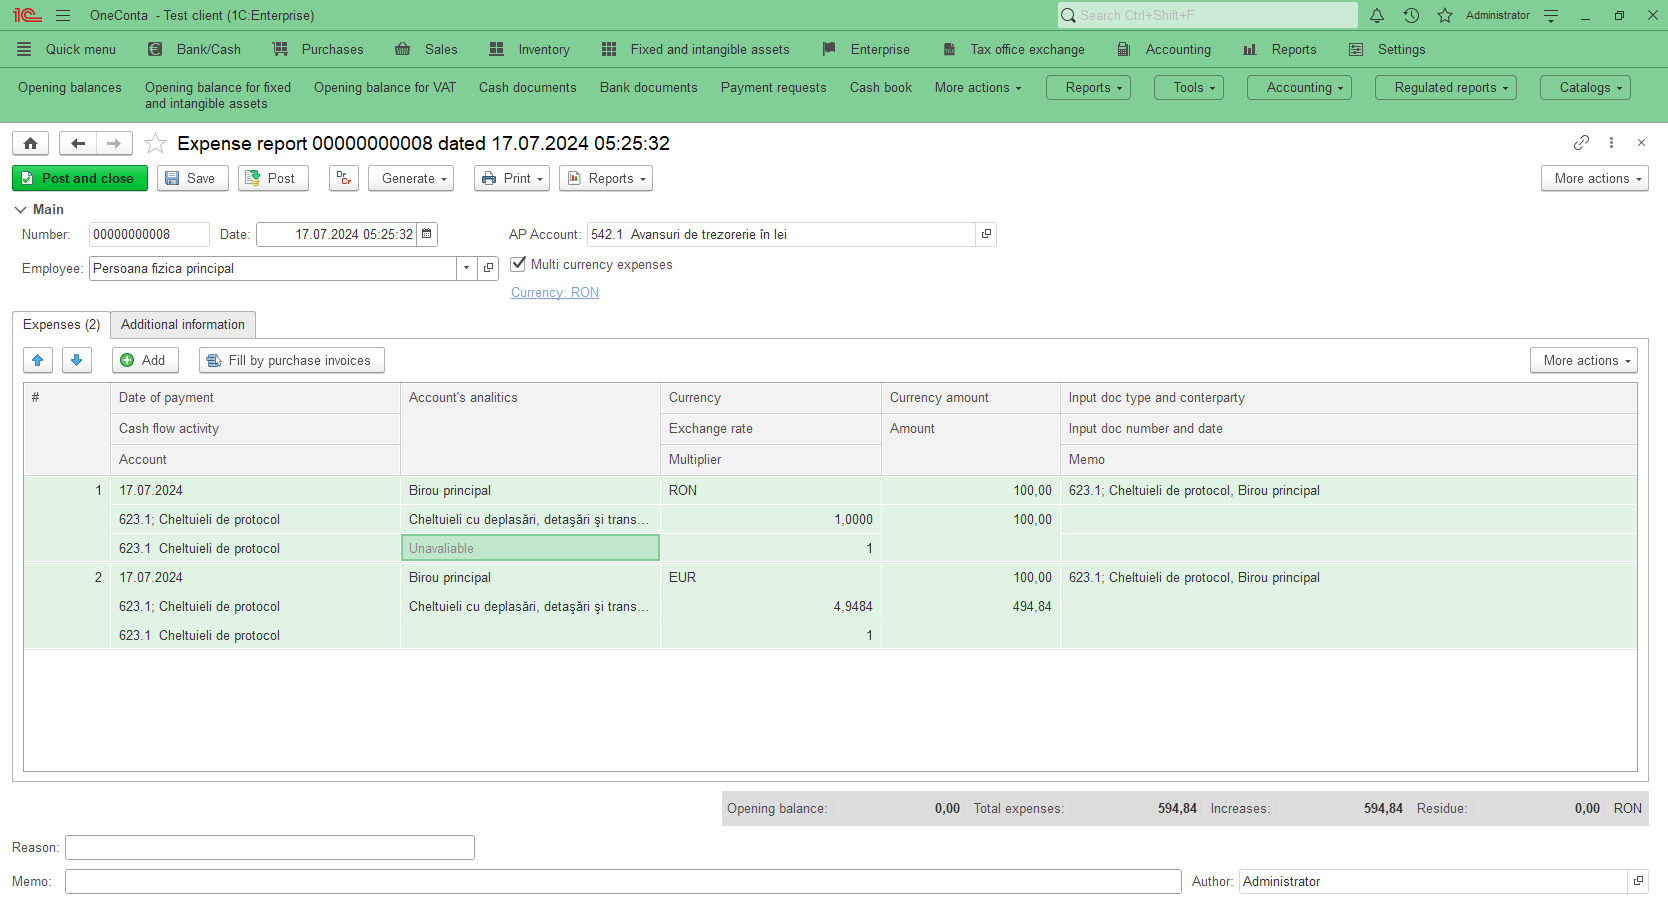 1C OneConta - Test client (1C:Enterprise) Search Ctrl+Shift+F Administrator
Quick menu Bank/Cash Purchases Sales Inventory Fixed and intangible assets Enterprise Tax office exchange Accounting Reports Settings
Opening balances Opening balance for fixed and intangible assets Opening balance for VAT Cash documents Bank documents Payment requests Cash book More actions Reports Tools Accounting Regulated reports Catalogs
Expense report 00000000008 dated 17.07.2024 05:25:32
Post and close Save Post Dr Cr Generate Print Reports More actions
Main
Number: 00000000008 Date: 17.07.2024 05:25:32 AP Account: 542.1 Avansuri de trezorerie în lei
Employee: Persoana fizica principal Multi currency expenses
Currency: RON
Expenses (2) Additional information
Add Fill by purchase invoices More actions
# Date of payment Account's analitics Currency Currency amount Input doc type and conterparty
Cash flow activity Exchange rate Amount Input doc number and date
Account Multiplier Memo
1 17.07.2024 Birou principal RON 100,00 623.1; Cheltuieli de protocol, Birou principal
623.1; Cheltuieli de protocol Cheltuieli cu deplasări, detaşări şi trans... 1,0000 100,00
623.1 Cheltuieli de protocol Unavaliable 1
2 17.07.2024 Birou principal EUR 100,00 623.1; Cheltuieli de protocol, Birou principal
623.1; Cheltuieli de protocol Cheltuieli cu deplasări, detaşări şi trans... 4,9484 494,84
623.1 Cheltuieli de protocol 1
Opening balance: 0,00 Total expenses: 594,84 Increases: 594,84 Residue: 0,00 RON
Reason:
Memo: Author: Administrator